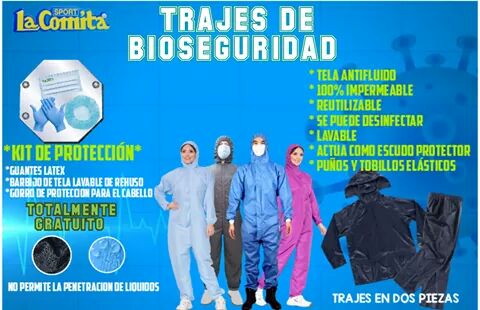 SPORT
La Comita
TRAJES DE
BIOSEGURIDAD
* TELA ANTIFLUIDO
* 100% IMPERMEABLE
* REUTILIZABLE
* SE PUEDE DESINFECTAR
* LAVABLE
* ACTUA COMO ESCUDO PROTECTOR
* PUÑOS Y TOBILLOS ELÁSTICOS
*KIT DE PROTECCIÓN*
*GUANTES LATEX
*BARBIJO DE TELA LAVABLE DE REHUSO
*GORRO DE PROTECCION PARA EL CABELLO
TOTALMENTE
GRATUITO
NO PERMITE LA PENETRACION DE LIQUIDOS
TRAJES EN DOS PIEZAS